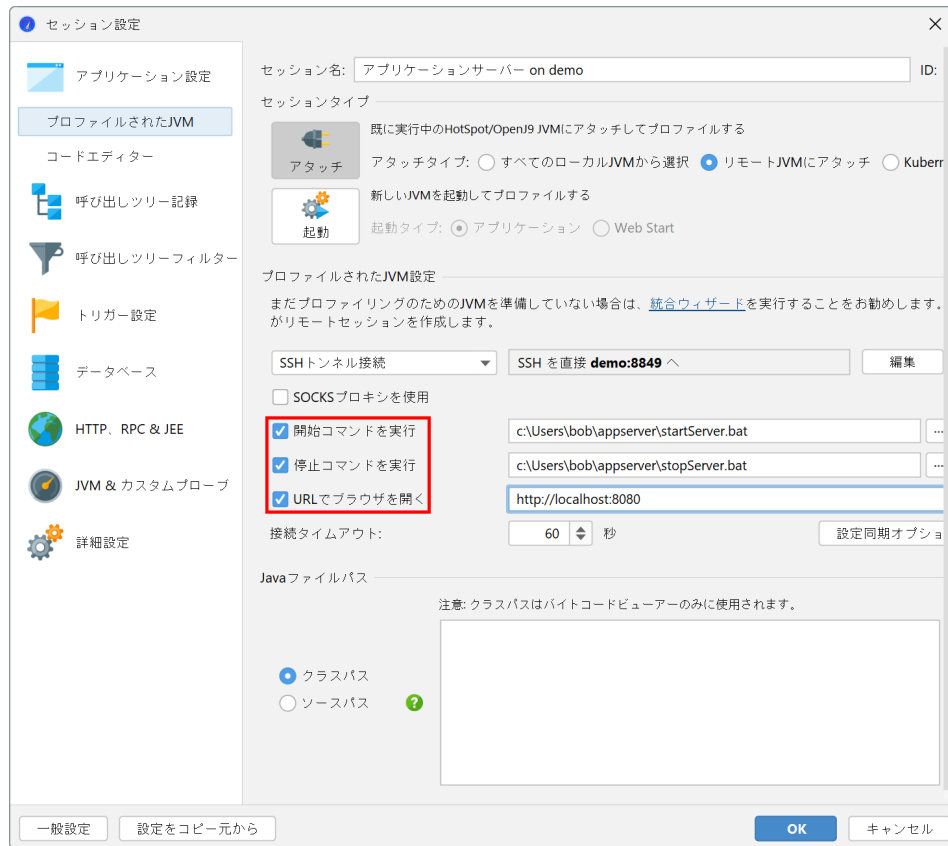 セッション設定
アプリケーション設定
プロファイルされたJVM
コードエディター
呼び出しツリー記録
呼び出しツリーフィルター
トリガー設定
データベース
HTTP、RPC & JEE
JVM & カスタムプローブ
詳細設定
セッション名: アプリケーションサーバー on demo ID:
セッションタイプ
アタッチ
既に実行中のHotSpot/OpenJ9 JVMにアタッチしてプロファイルする
アタッチタイプ: すべてのローカルJVMから選択 リモートJVMにアタッチ Kubern
起動
新しいJVMを起動してプロファイルする
起動タイプ: アプリケーション Web Start
プロファイルされたJVM設定
まだプロファイリングのためのJVMを準備していない場合は、統合ウィザードを実行することをお勧めします。
がリモートセッションを作成します。
SSHトンネル接続 SSH を直接 demo:8849 へ 編集
SOCKSプロキシを使用
開始コマンドを実行 c:\Users\bob\appserver\startServer.bat ...
停止コマンドを実行 c:\Users\bob\appserver\stopServer.bat ...
URLでブラウザを開く http://localhost:8080
接続タイムアウト: 60 秒 設定同期オプショ
Javaファイルパス
注意: クラスパスはバイトコードビューアーのみに使用されます。
クラスパス
ソースパス ?
一般設定 設定をコピー元から OK キャンセル